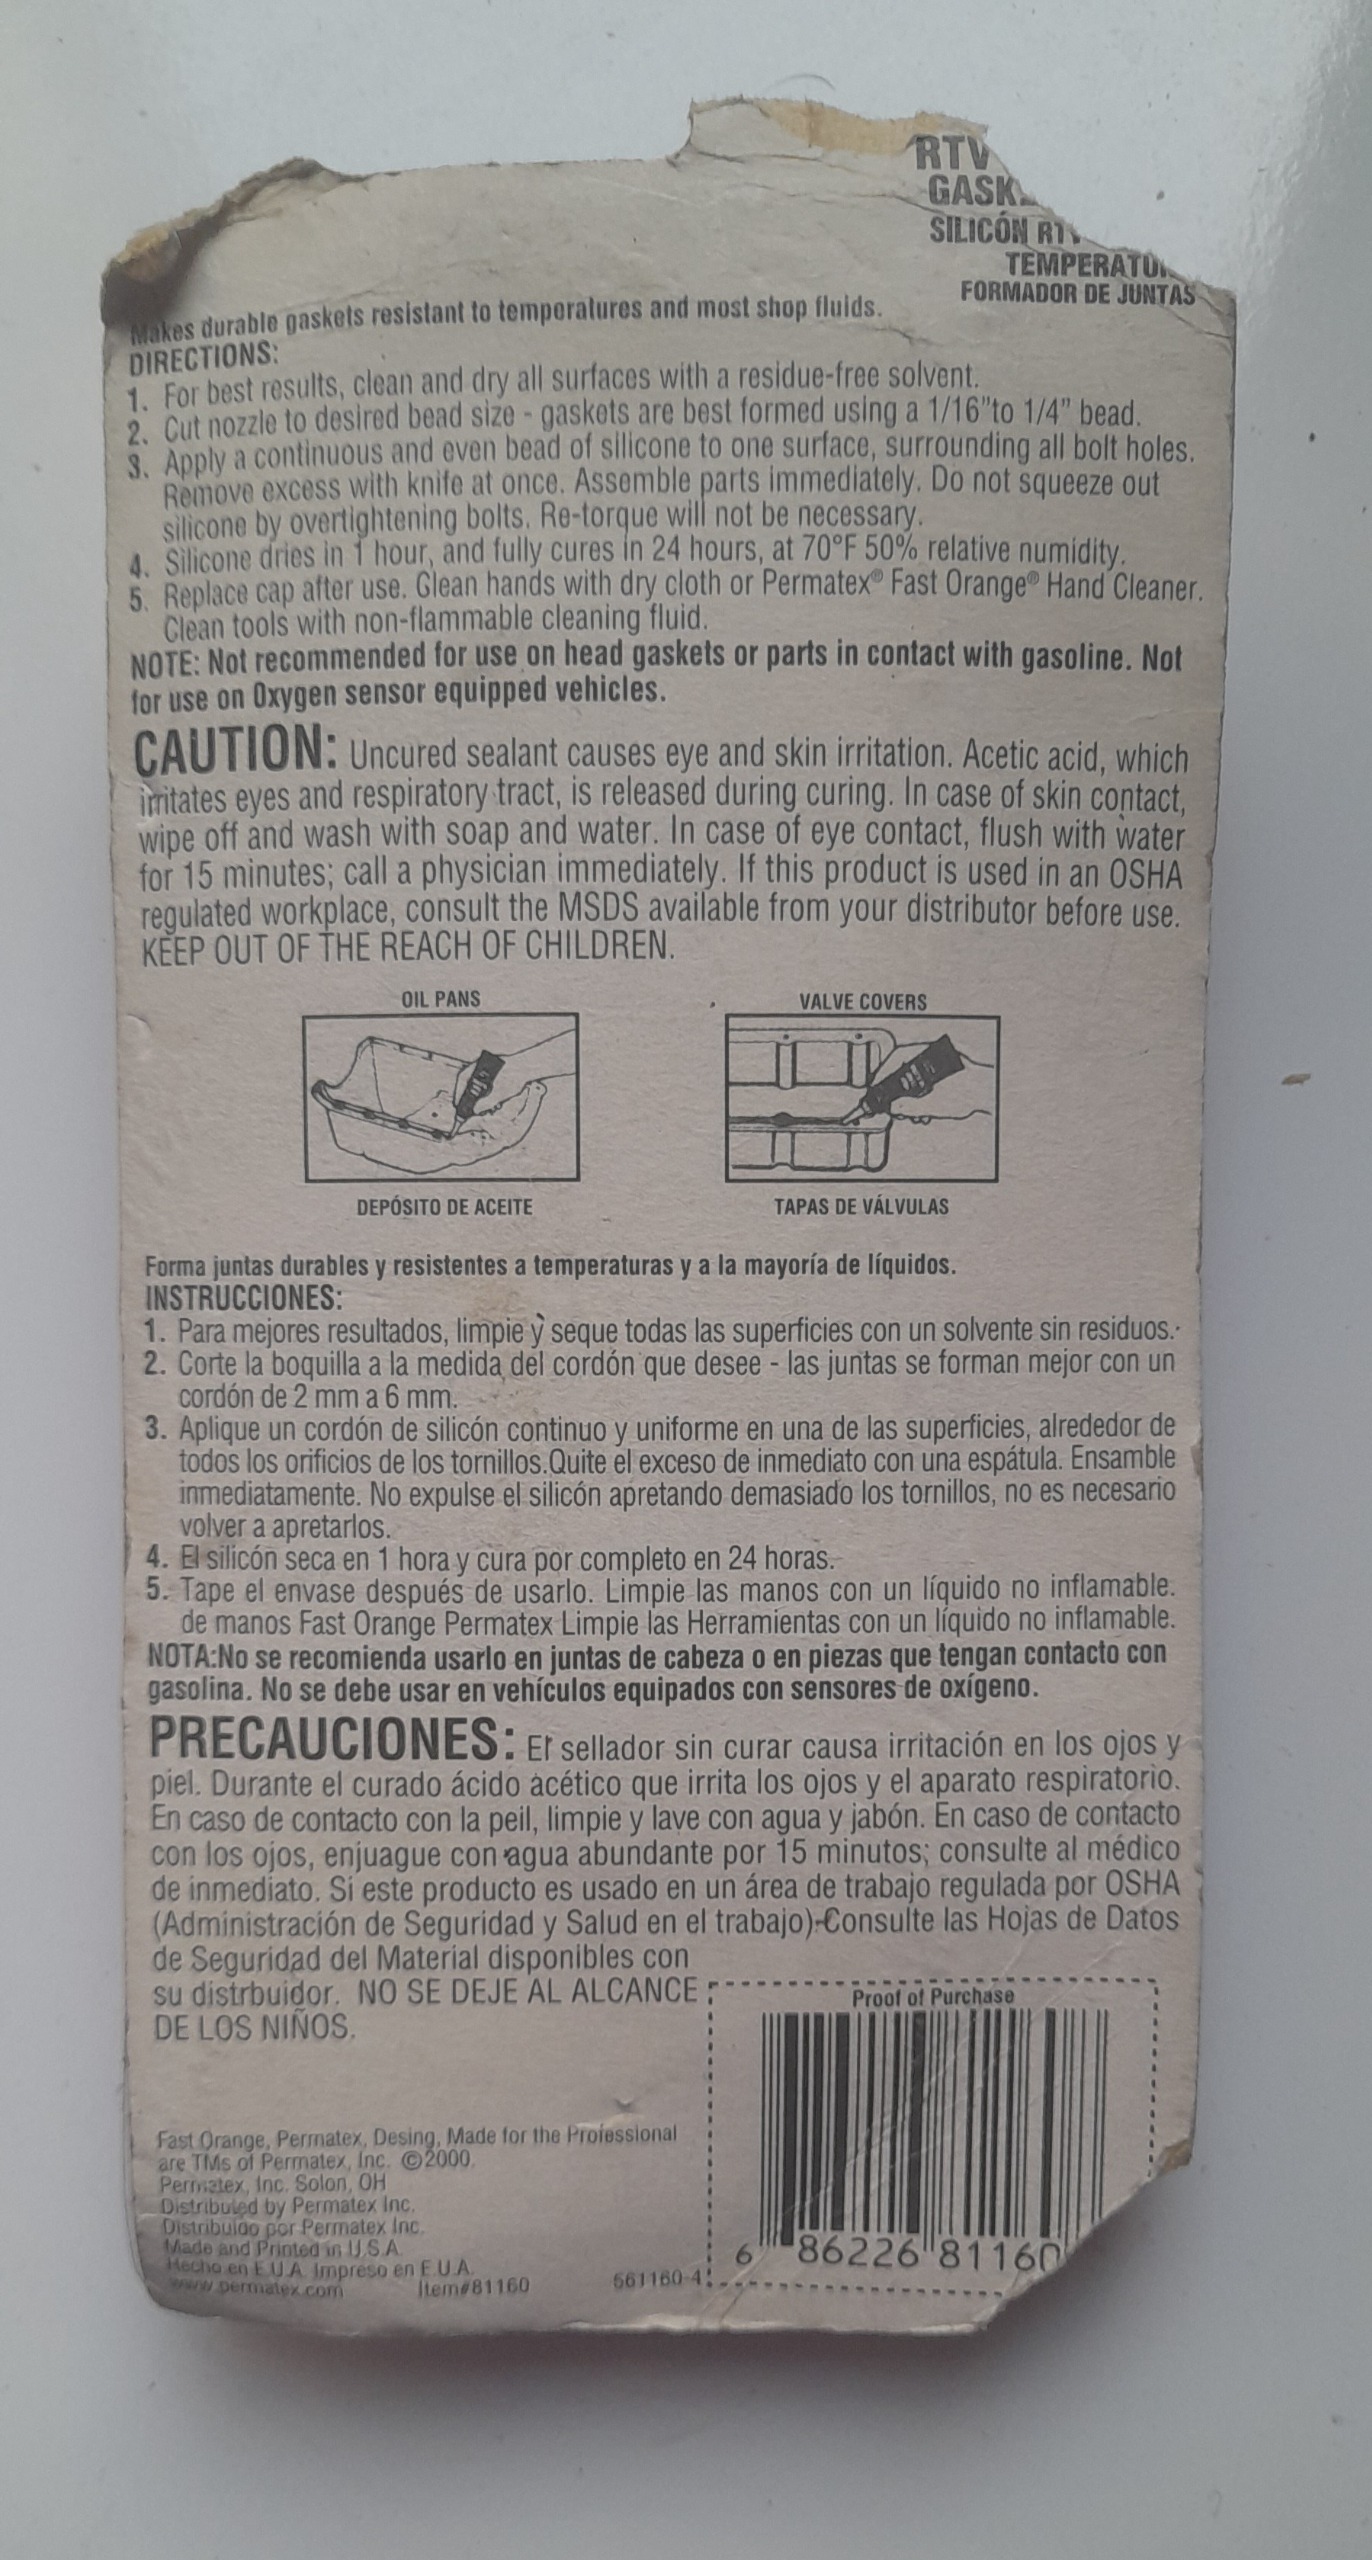 RTV
GASK
SILICÓN RTV
TEMPERATU
FORMADOR DE JUNTAS
Makes durable gaskets resistant to temperatures and most shop fluids.
DIRECTIONS:
1. For best results, clean and dry all surfaces with a residue-free solvent.
2. Cut nozzle to desired bead size - gaskets are best formed using a 1/16"to 1/4" bead.
3. Apply a continuous and even bead of silicone to one surface, surrounding all bolt holes.
Remove excess with knife at once. Assemble parts immediately. Do not squeeze out
silicone by overtightening bolts. Re-torque will not be necessary.
4. Silicone dries in 1 hour, and fully cures in 24 hours, at 70°F 50% relative numidity.
5. Replace cap after use. Glean hands with dry cloth or Permatex® Fast Orange® Hand Cleaner.
Clean tools with non-flammable cleaning fluid.
NOTE: Not recommended for use on head gaskets or parts in contact with gasoline. Not
for use on Oxygen sensor equipped vehicles.
CAUTION: Uncured sealant causes eye and skin irritation. Acetic acid, which
irritates eyes and respiratory tract, is released during curing. In case of skin contact,
wipe off and wash with soap and water. In case of eye contact, flush with water
for 15 minutes; call a physician immediately. If this product is used in an OSHA
regulated workplace, consult the MSDS available from your distributor before use.
KEEP OUT OF THE REACH OF CHILDREN.
OIL PANS
VALVE COVERS
DEPÓSITO DE ACEITE
TAPAS DE VÁLVULAS
Forma juntas durables y resistentes a temperaturas y a la mayoría de líquidos.
INSTRUCCIONES:
1. Para mejores resultados, limpie y seque todas las superficies con un solvente sin residuos.
2. Corte la boquilla a la medida del cordón que desee - las juntas se forman mejor con un
cordón de 2 mm a 6 mm.
3. Aplique un cordón de silicón continuo y uniforme en una de las superficies, alrededor de
todos los orificios de los tornillos.Quite el exceso de inmediato con una espátula. Ensamble
inmediatamente. No expulse el silicón apretando demasiado los tornillos, no es necesario
volver a apretarlos.
4. El silicón seca en 1 hora y cura por completo en 24 horas.
5. Tape el envase después de usarlo. Limpie las manos con un líquido no inflamable.
de manos Fast Orange Permatex Limpie las Herramientas con un líquido no inflamable.
NOTA:No se recomienda usarlo en juntas de cabeza o en piezas que tengan contacto con
gasolina. No se debe usar en vehículos equipados con sensores de oxígeno.
PRECAUCIONES: El sellador sin curar causa irritación en los ojos y
piel. Durante el curado ácido acético que irrita los ojos y el aparato respiratorio.
En caso de contacto con la peil, limpie y lave con agua y jabón. En caso de contacto
con los ojos, enjuague con agua abundante por 15 minutos; consulte al médico
de inmediato. Si este producto es usado en un área de trabajo regulada por OSHA
(Administración de Seguridad y Salud en el trabajo) Consulte las Hojas de Datos
de Seguridad del Material disponibles con
su distrbuidor. NO SE DEJE AL ALCANCE
DE LOS NIÑOS.
Proof of Purchase
Fast Orange, Permatex, Desing, Made for the Professional
are TMs of Permatex, Inc. ©2000.
Permatex, Inc. Solon, OH
Distributed by Permatex Inc.
Distribuido por Permatex Inc.
Made and Printed in U.S.A.
Hecho en E.U.A. Impreso en E.U.A.
www.permatex.com Item#81160
561160-4
6 86226 81160